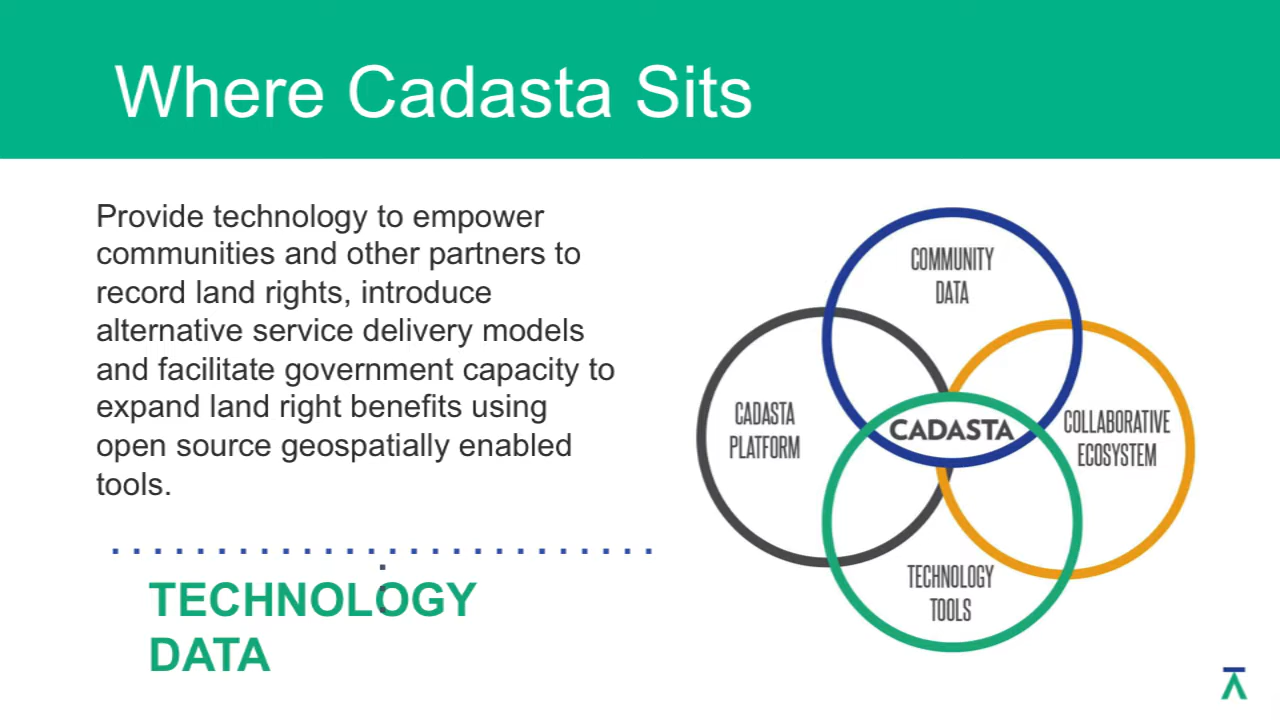 Where Cadasta Sits
Provide technology to empower
communities and other partners to
record land rights, introduce
alternative service delivery models
and facilitate government capacity to
expand land right benefits using
open source geospatially enabled
tools.
TECHNOLOGY
DATA
COMMUNITY
DATA
CADASTA
PLATFORM
CADASTA
COLLABORATIVE
ECOSYSTEM
TECHNOLOGY
TOOLS